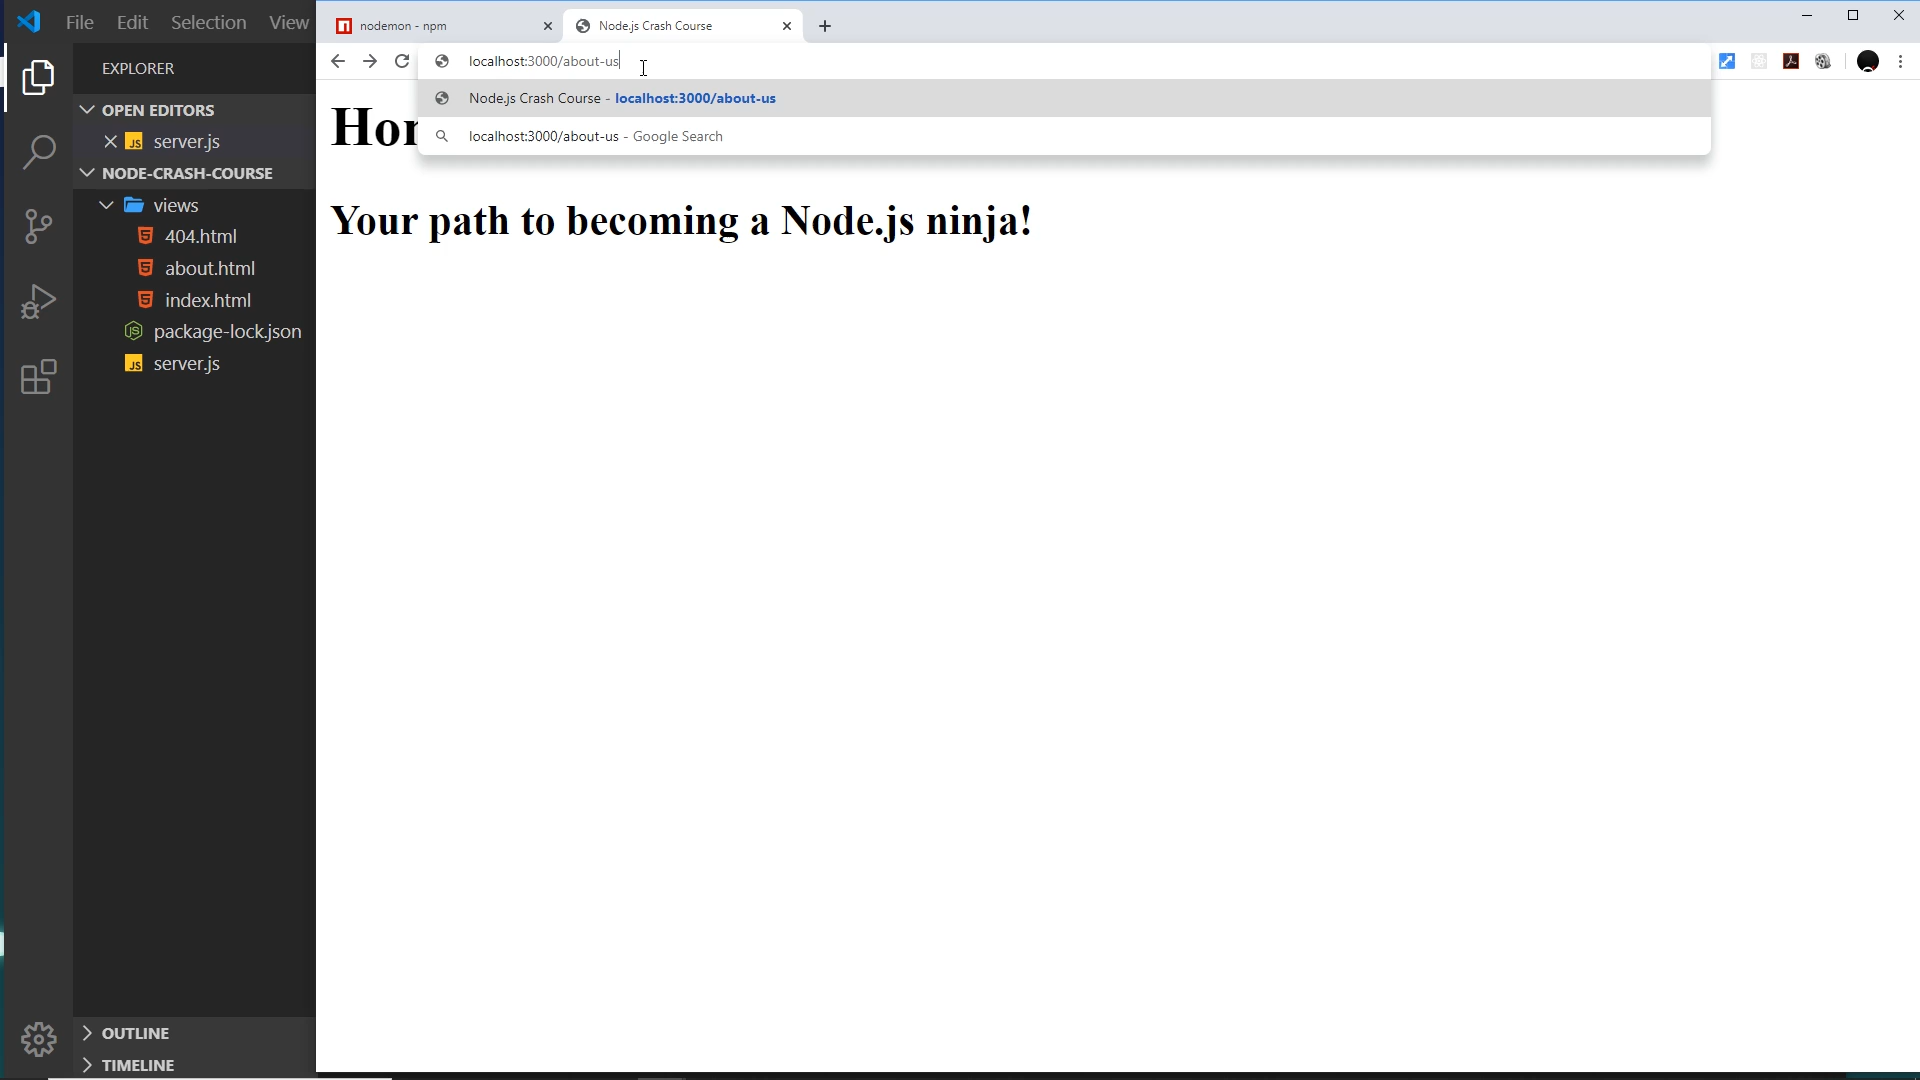 File Edit Selection View
EXPLORER
OPEN EDITORS
JS server.js
NODE-CRASH-COURSE
views
404.html
about.html
index.html
package-lock.json
JS server.js
OUTLINE
TIMELINE
nodemon - npm
Node.js Crash Course
localhost:3000/about-us
Node.js Crash Course - localhost:3000/about-us
localhost:3000/about-us - Google Search
Hor
Your path to becoming a Node.js ninja!